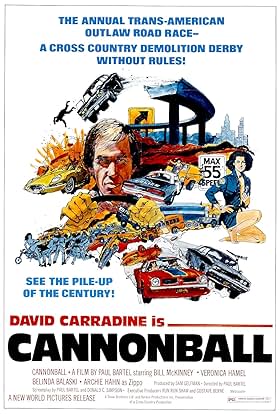 THE ANNUAL TRANS-AMERICAN
OUTLAW ROAD RACE—
A CROSS COUNTRY DEMOLITION DERBY
WITHOUT RULES!
MAX
55
SPEED
SEE THE PILE-UP
OF THE CENTURY!
DAVID CARRADINE IS
CANNONBALL
CANNONBALL - A FILM BY PAUL BARTEL STARRING BILL McKINNEY • VERONICA HAMEL
BELINDA BALASKI • ARCHIE HAHN as Zippo
A NEW WORLD PICTURES RELEASE
PG